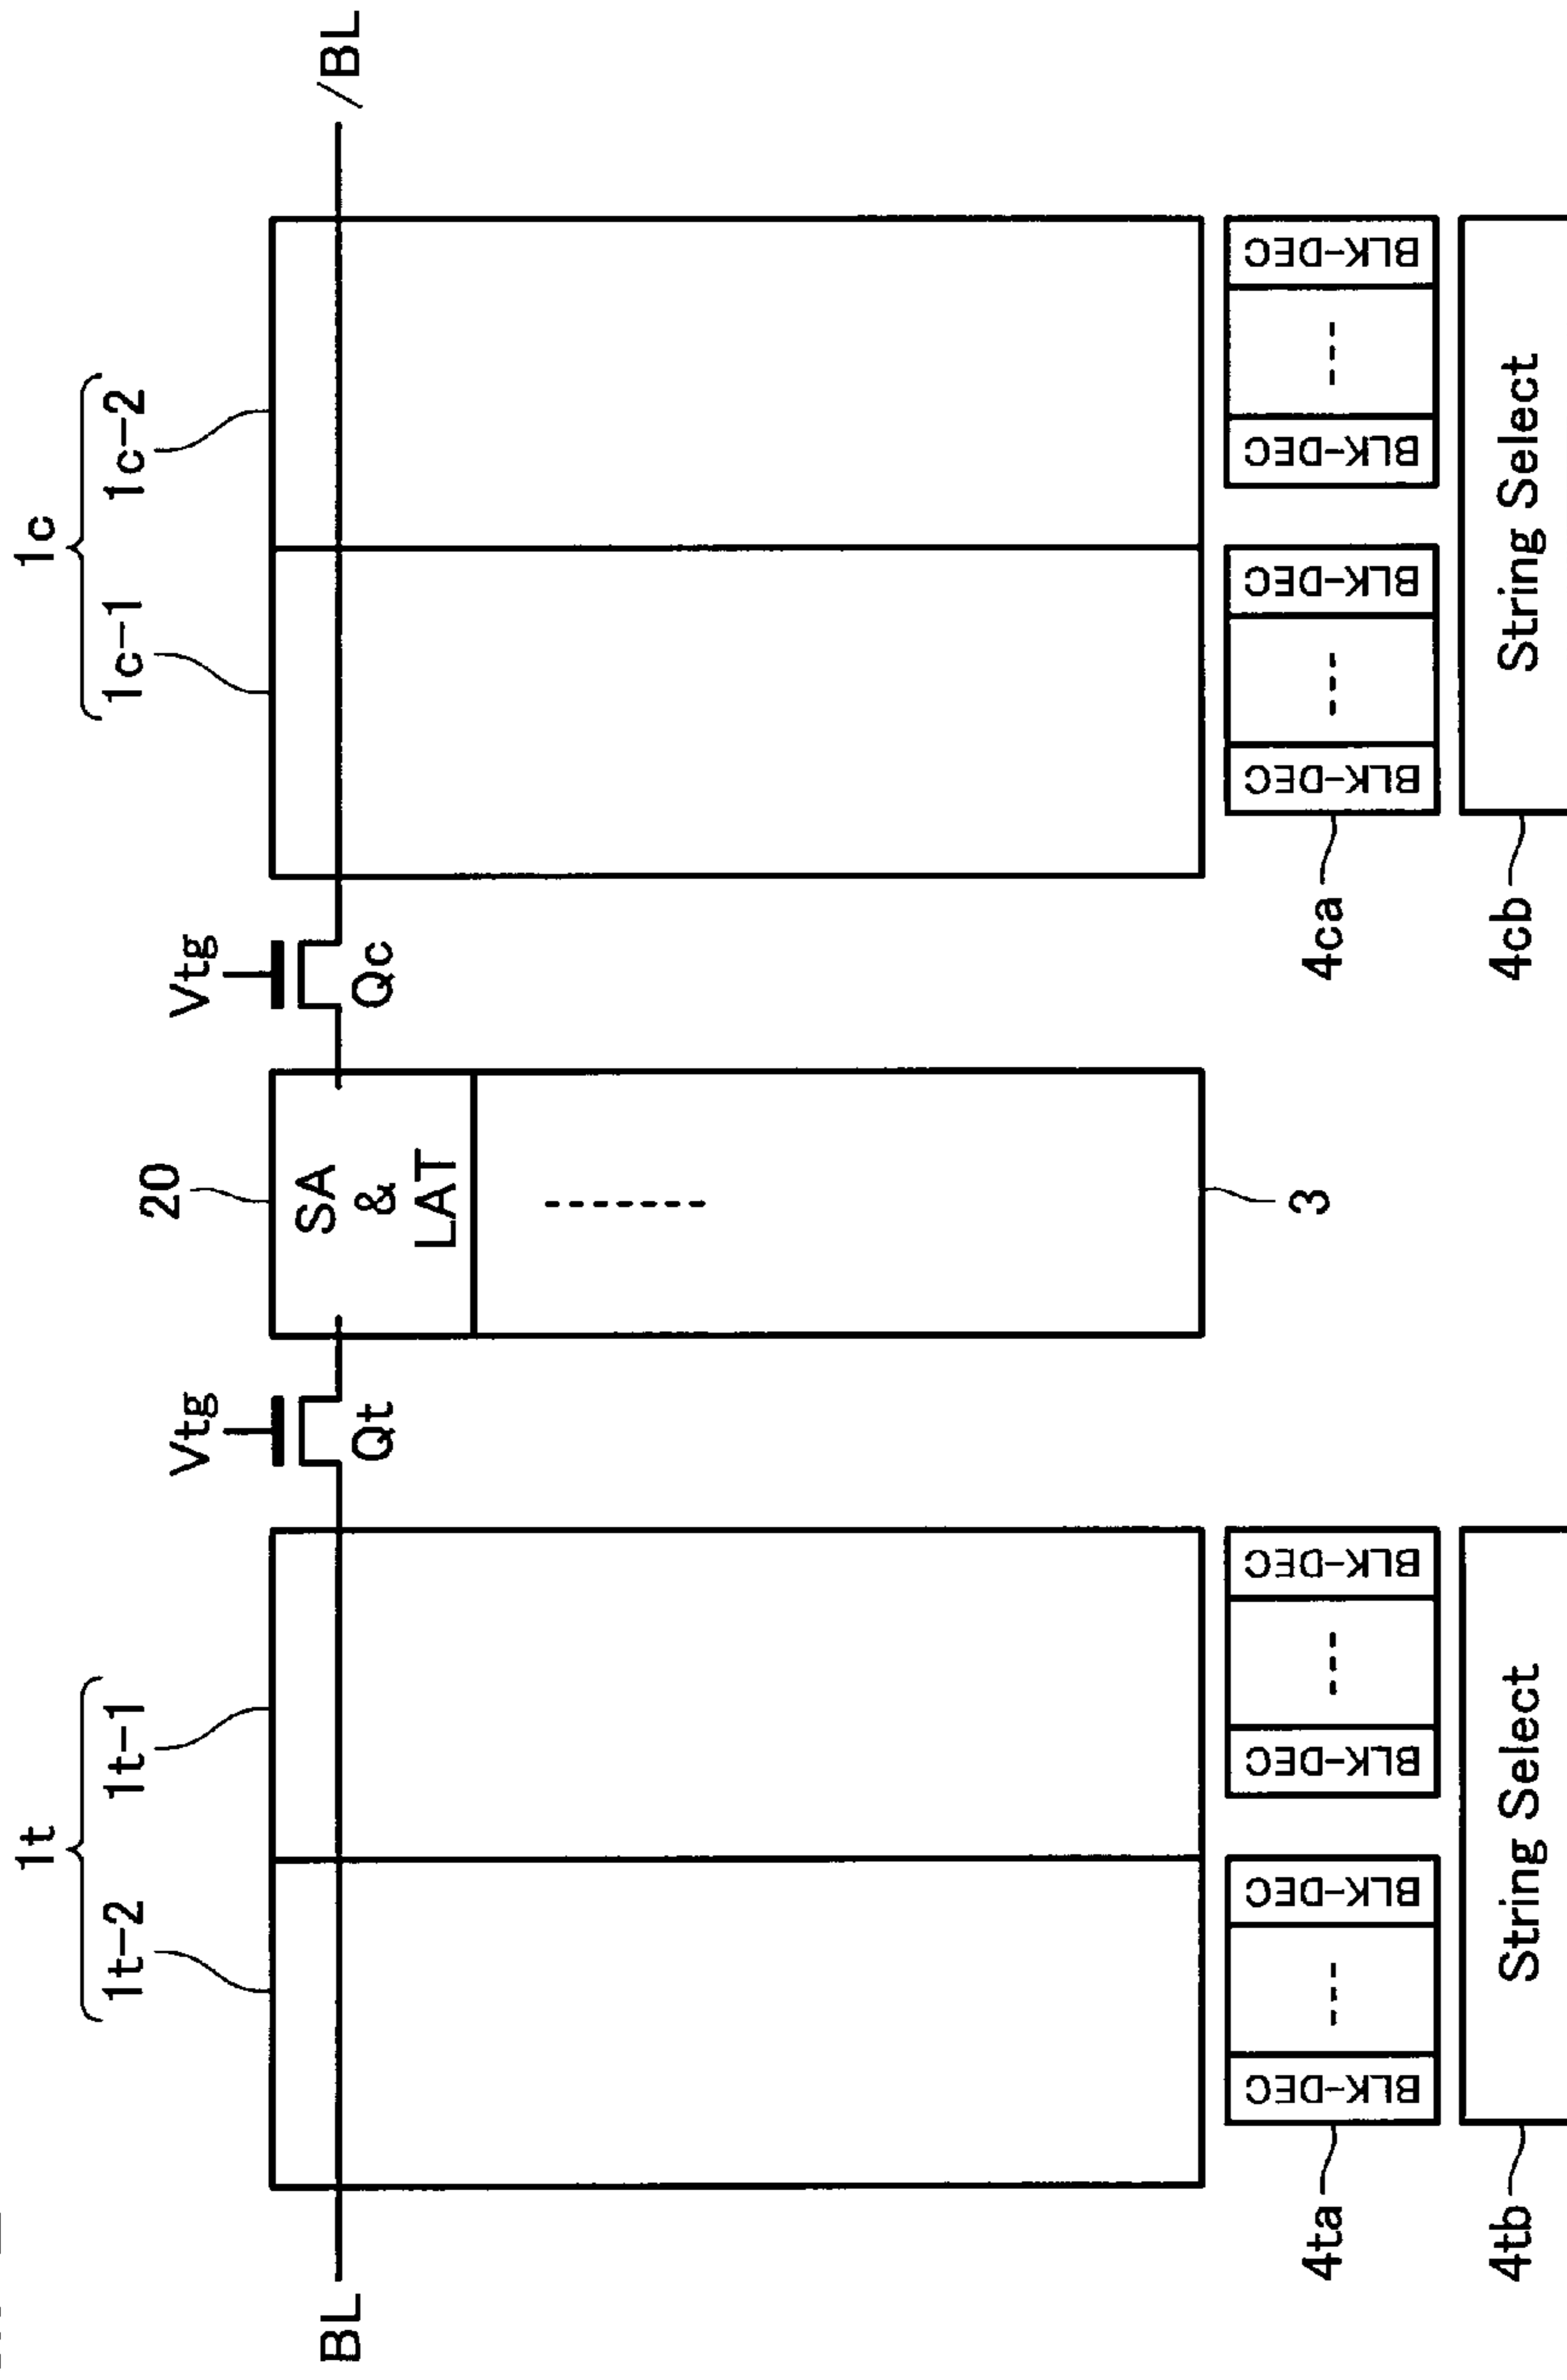 1t
1c
1t-2
1t-1
1c-1
1c-2
Vtg
20
Vtg
BL
Qt
SA
&
LAT
Qc
/BL
3
4ta
BLK-DEC
BLK-DEC
BLK-DEC
BLK-DEC
4ca
BLK-DEC
BLK-DEC
BLK-DEC
BLK-DEC
4tb
String Select
4cb
String Select